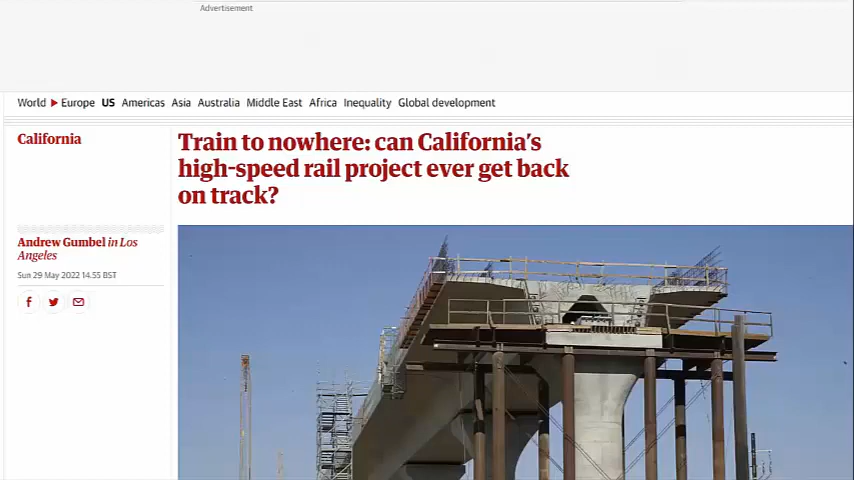 Advertisement
World ▶ Europe US Americas Asia Australia Middle East Africa Inequality Global development
California
Train to nowhere: can California's
high-speed rail project ever get back
on track?
Andrew Gumbel in Los
Angeles
Sun 29 May 2022 14.55 BST